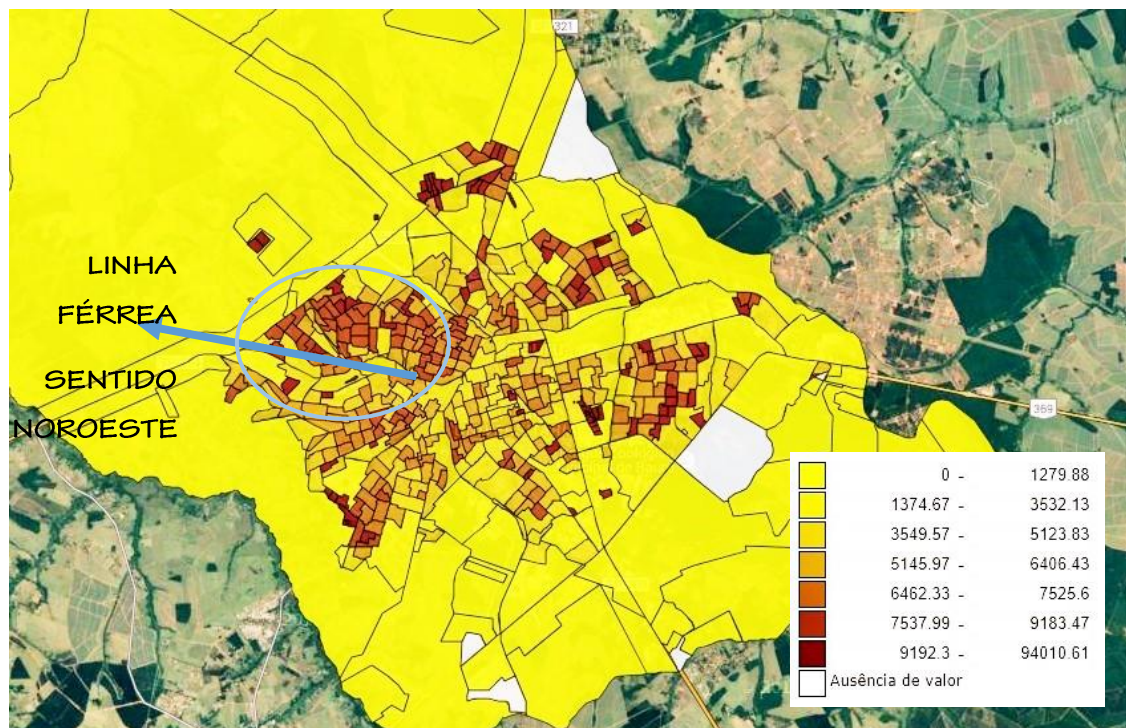 321
LINHA
FÉRREA
SENTIDO
NOROESTE
369
0 - 1279.88
1374.67 - 3532.13
3549.57 - 5123.83
5145.97 - 6406.43
6462.33 - 7525.6
7537.99 - 9183.47
9192.3 - 94010.61
Ausência de valor